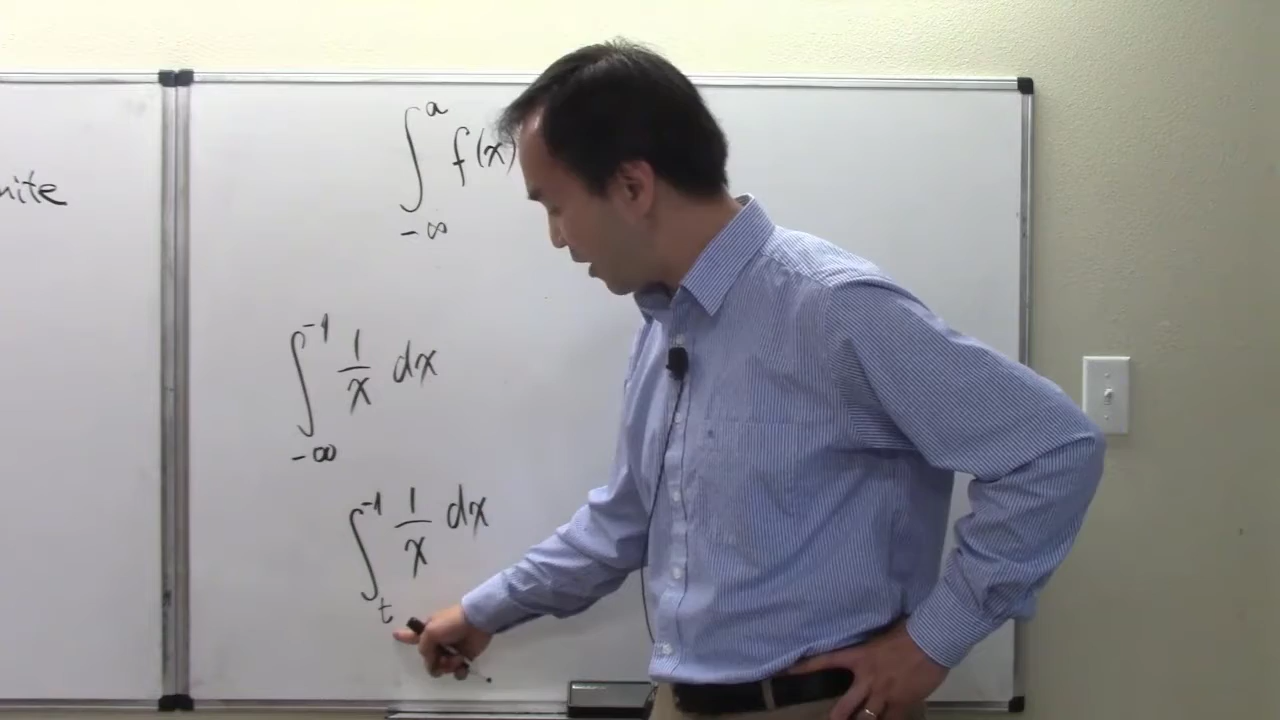 nite
∫_{-∞}^{a} f(x)
∫_{-∞}^{-1} 1/x dx
∫_{t}^{-1} 1/x dx